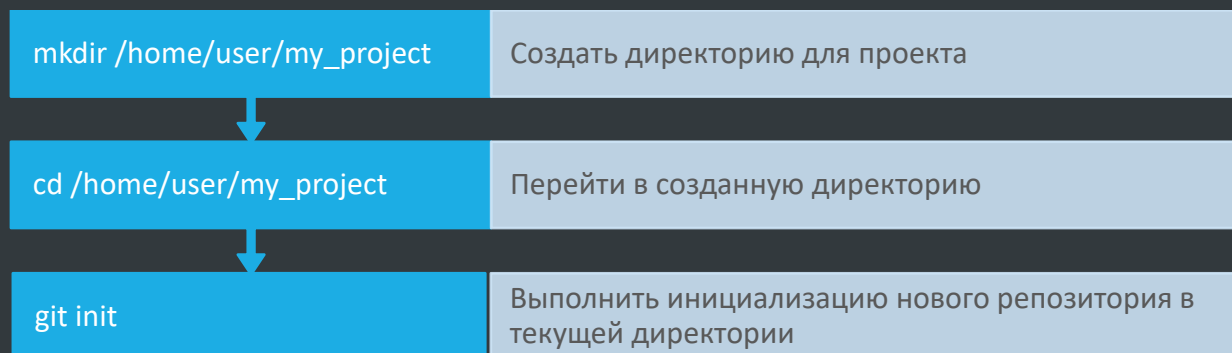 mkdir /home/user/my_project
Создать директорию для проекта
cd /home/user/my_project
Перейти в созданную директорию
git init
Выполнить инициализацию нового репозитория в
текущей директории